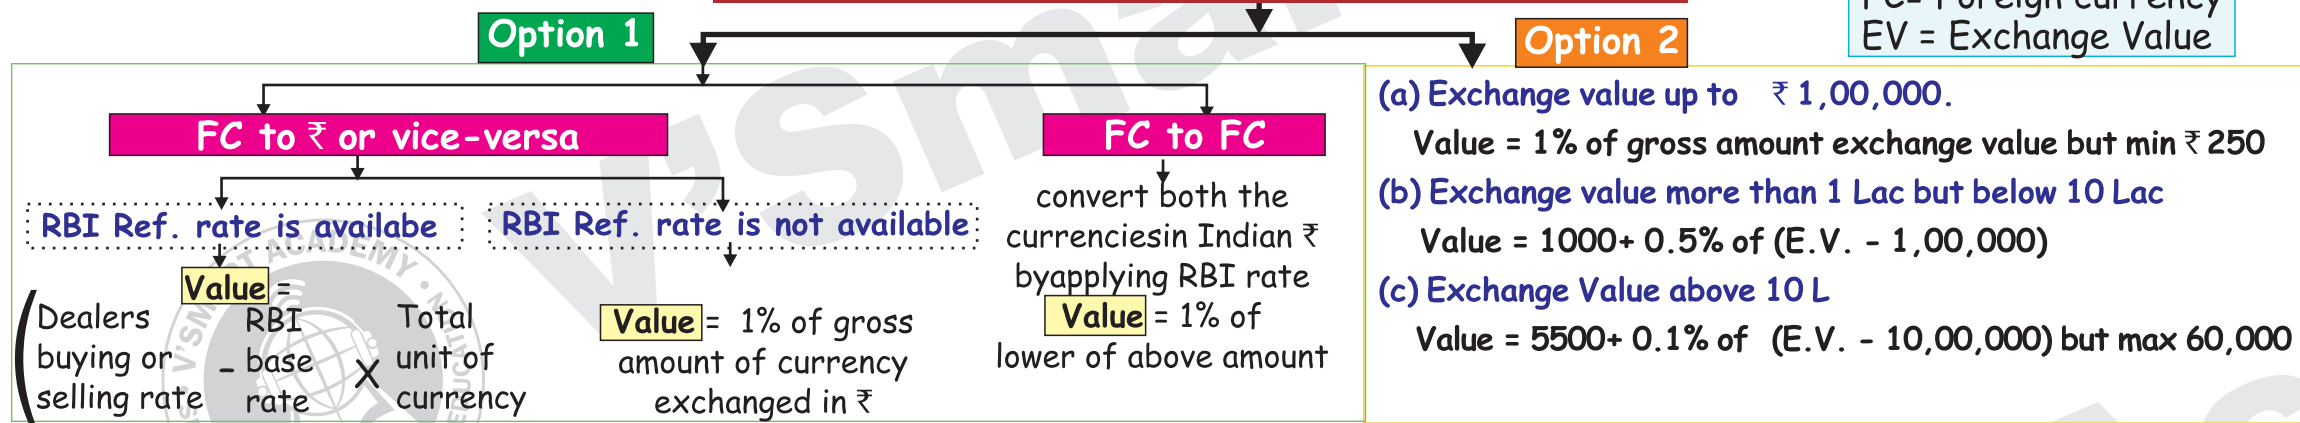 FC= Foreign currency
EV = Exchange Value
Option 1
Option 2
FC to ₹ or vice-versa
FC to FC
RBI Ref. rate is availabe
RBI Ref. rate is not available
Value =
Dealers
buying or
selling rate
-
RBI
base
rate
X
Total
unit of
currency
Value = 1% of gross
amount of currency
exchanged in ₹
convert both the
currenciesin Indian ₹
byapplying RBI rate
Value = 1% of
lower of above amount
(a) Exchange value up to ₹ 1,00,000.
Value = 1% of gross amount exchange value but min ₹ 250
(b) Exchange value more than 1 Lac but below 10 Lac
Value = 1000+ 0.5% of (E.V. - 1,00,000)
(c) Exchange Value above 10 L
Value = 5500+ 0.1% of (E.V. - 10,00,000) but max 60,000